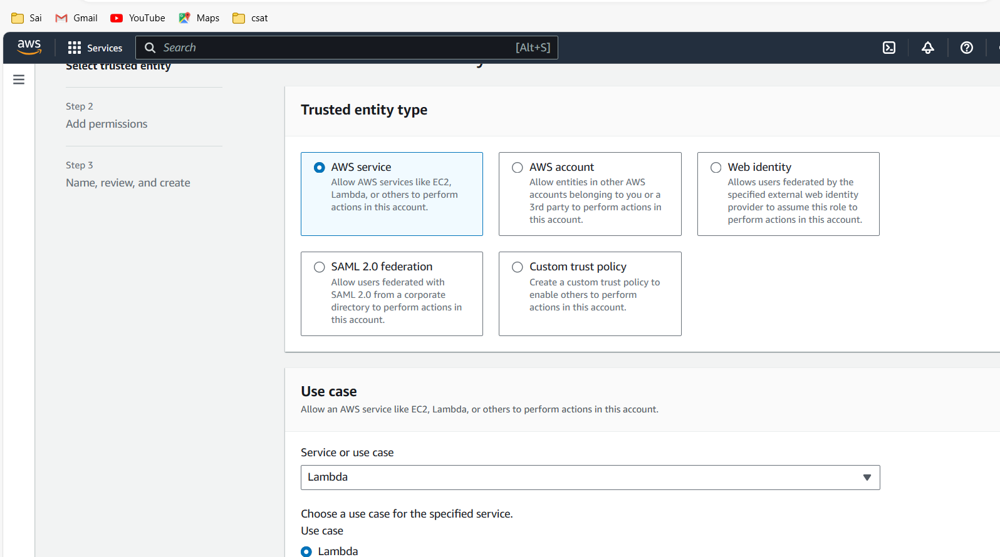 Sai
Gmail
YouTube
Maps
csat
aws
Services
Search
[Alt+S]
Select trusted entity
Step 2
Add permissions
Step 3
Name, review, and create
Trusted entity type
AWS service
Allow AWS services like EC2,
Lambda, or others to perform
actions in this account.
AWS account
Allow entities in other AWS
accounts belonging to you or a
3rd party to perform actions in
this account.
Web identity
Allows users federated by the
specified external web identity
provider to assume this role to
perform actions in this account.
SAML 2.0 federation
Allow users federated with
SAML 2.0 from a corporate
directory to perform actions in
this account.
Custom trust policy
Create a custom trust policy to
enable others to perform
actions in this account.
Use case
Allow an AWS service like EC2, Lambda, or others to perform actions in this account.
Service or use case
Lambda
Choose a use case for the specified service.
Use case
Lambda